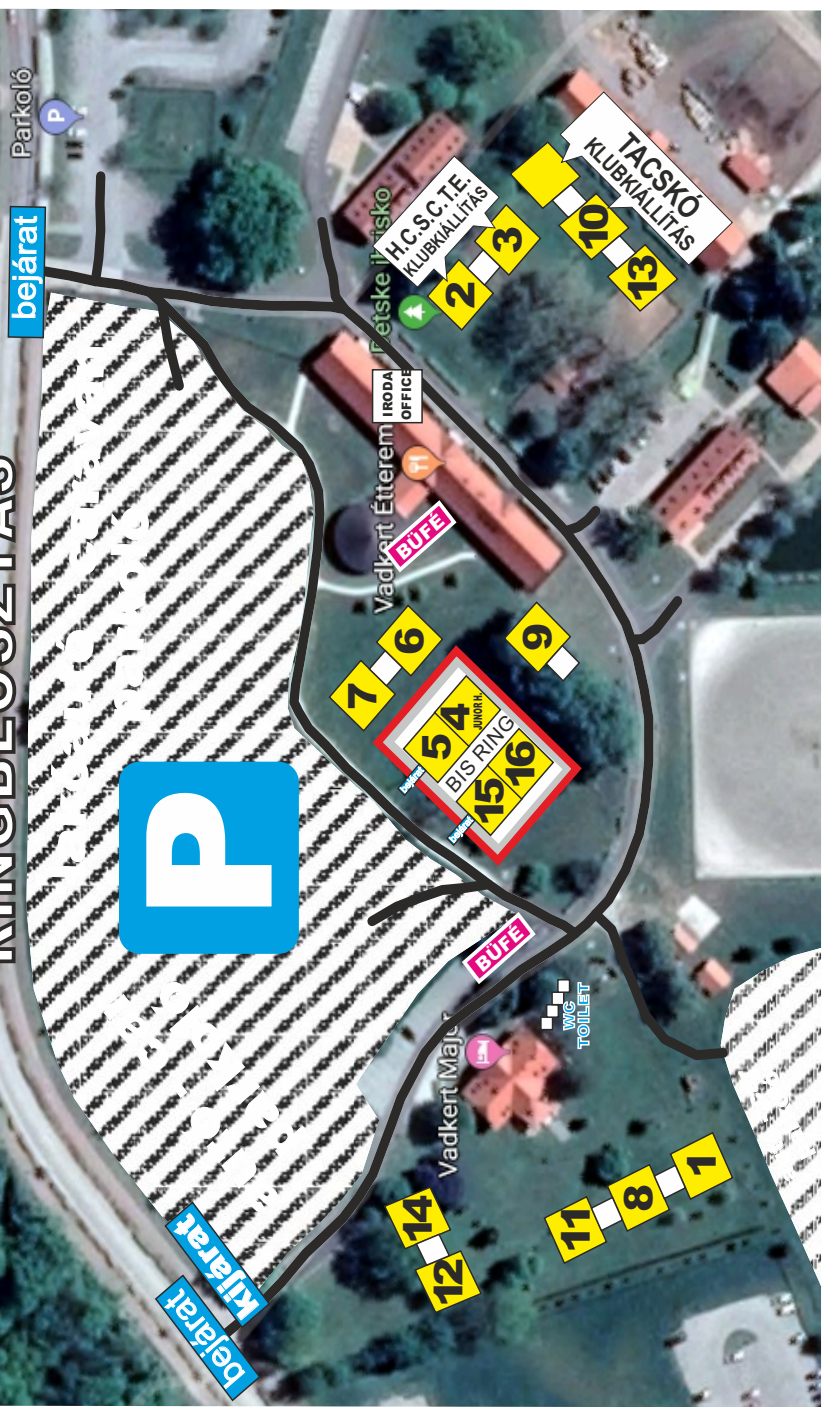 RINGBEOSZTÁS
bejárat
Parkoló
P
P
H.C.S.C.T.E.
KLUBKIÁLLÍTÁS
2
3
TACSKÓ
KLUBKIÁLLÍTÁS
10
13
IRODA
OFFICE
Vadkert Étterem
BÜFÉ
7
6
9
5
4
JUNIOR H.
BIS RING
15
16
bejárat
bejárat
BÜFÉ
WC
TOILET
Vadkert Major
14
12
11
8
1
kijárat
bejárat